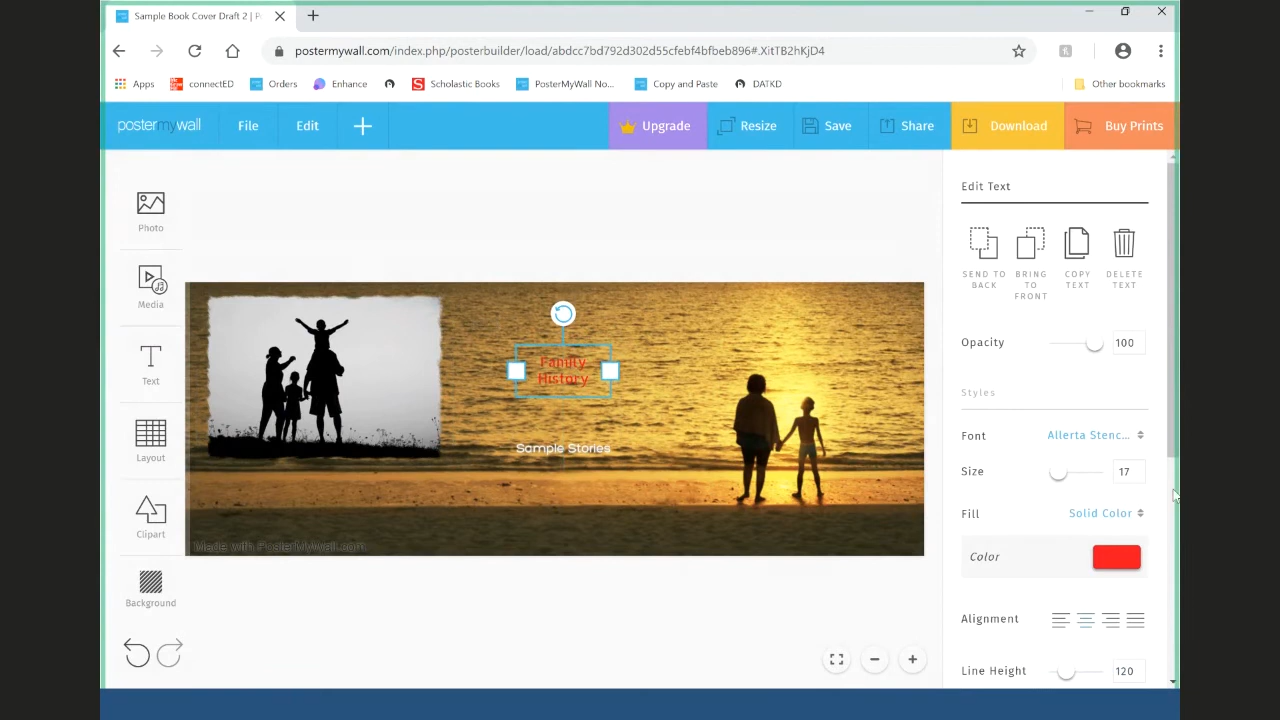 Sample Book Cover Draft 2 | P
postermywall.com/index.php/posterbuilder/load/abdcc7bd792d302d55cfebf4bfbeb896#.XitTB2hKjD4
Apps connectED Orders Enhance Scholastic Books PosterMyWall No... Copy and Paste DATKD Other bookmarks
postermywall File Edit Upgrade Resize Save Share Download Buy Prints
Photo
Media
Text
Layout
Clipart
Background
Family
History
Sample Stories
Made with PosterMyWall.com
Edit Text
SEND TO BACK
BRING TO FRONT
COPY TEXT
DELETE TEXT
Opacity 100
Styles
Font Allerta Stenc...
Size 17
Fill Solid Color
Color
Alignment
Line Height 120